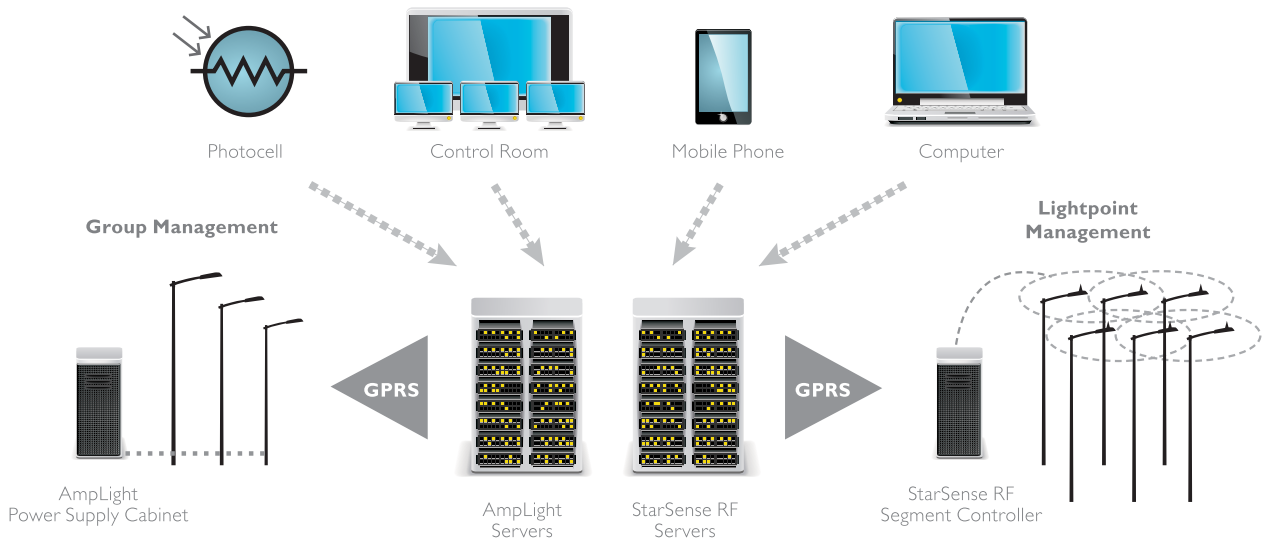 Photocell
Control Room
Mobile Phone
Computer
Group Management
Lightpoint
Management
GPRS
GPRS
AmpLight
Power Supply Cabinet
AmpLight
Servers
StarSense RF
Servers
StarSense RF
Segment Controller